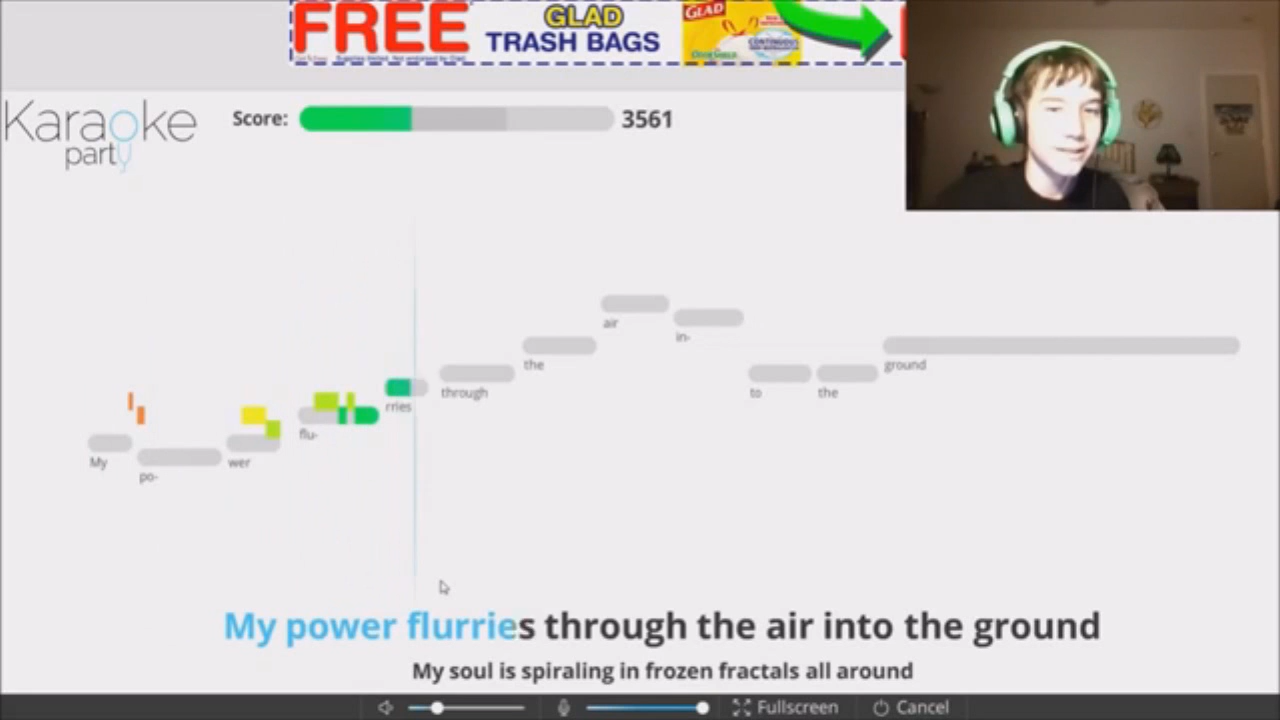 FREE
GLAD
TRASH BAGS
GLAD
Karaoke
party
Score:
3561
air
in-
the
ground
through
to
the
rries
flu-
My
wer
po-
My power flurries through the air into the ground
My soul is spiraling in frozen fractals all around
Fullscreen
Cancel